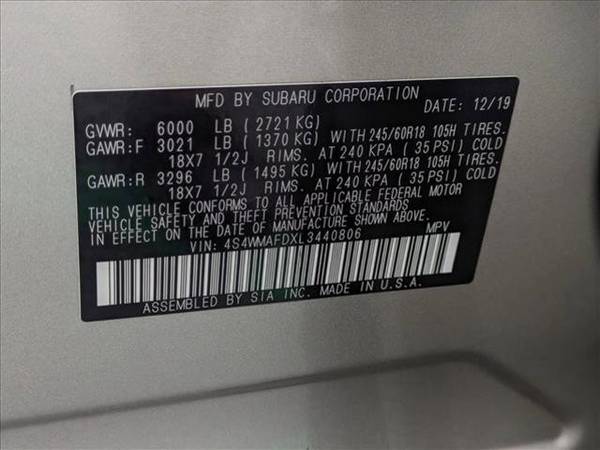 MFD BY SUBARU CORPORATION DATE: 12/19
GVWR: 6000 LB (2721 KG)
GAWR:F 3021 LB (1370 KG) WITH 245/60R18 105H TIRES.
18X7 1/2J RIMS. AT 240 KPA (35 PSI) COLD
GAWR:R 3296 LB (1495 KG) WITH 245/60R18 105H TIRES.
18X7 1/2J RIMS. AT 240 KPA (35 PSI) COLD
THIS VEHICLE CONFORMS TO ALL APPLICABLE FEDERAL MOTOR
VEHICLE SAFETY AND THEFT PREVENTION STANDARDS
IN EFFECT ON THE DATE OF MANUFACTURE SHOWN ABOVE.
VIN: 4S4WMAFDXL3440806 MPV
ASSEMBLED BY SIA INC. MADE IN U.S.A.